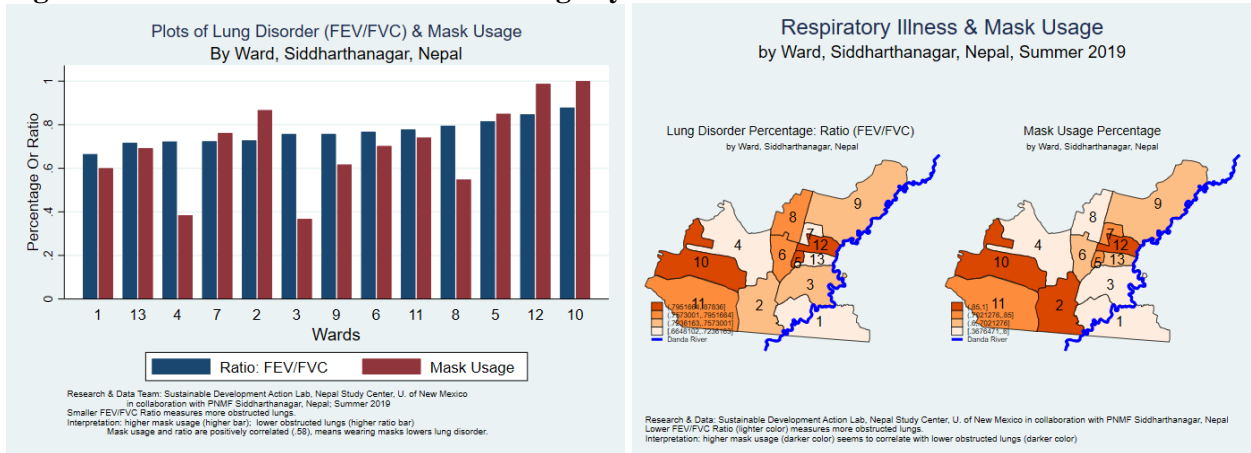 Plots of Lung Disorder (FEV/FVC) & Mask Usage
By Ward, Siddharthanagar, Nepal
Percentage Or Ratio
1
.8
.6
.4
.2
0
1 13 4 7 2 3 9 6 11 8 5 12 10
Wards
Ratio: FEV/FVC Mask Usage
Research & Data Team: Sustainable Development Action Lab, Nepal Study Center, U. of New Mexico
in collaboration with PNMF Siddharthanagar, Nepal; Summer 2019
Smaller FEV/FVC Ratio measures more obstructed lungs.
Interpretation: higher mask usage (higher bar); lower obstructed lungs (higher ratio bar)
Mask usage and ratio are positively correlated (.58), means wearing masks lowers lung disorder.
Respiratory Illness & Mask Usage
by Ward, Siddharthanagar, Nepal, Summer 2019
Lung Disorder Percentage: Ratio (FEV/FVC)
by Ward, Siddharthanagar, Nepal
9
8
7
4
12
6
13
5
10
3
11
2
1
Danda River
Mask Usage Percentage
by Ward, Siddharthanagar, Nepal
9
8
7
4
12
6
13
5
10
3
11
2
1
(.85,1]
(.7021276,.85]
(.6,.7021276]
[.3676471,.6]
Danda River
Research & Data: Sustainable Development Action Lab, Nepal Study Center, U. of New Mexico in collaboration with PNMF Siddharthanagar, Nepal
Lower FEV/FVC Ratio (lighter color) measures more obstructed lungs.
Interpretation: higher mask usage (darker color) seems to correlate with lower obstructed lungs (darker color)